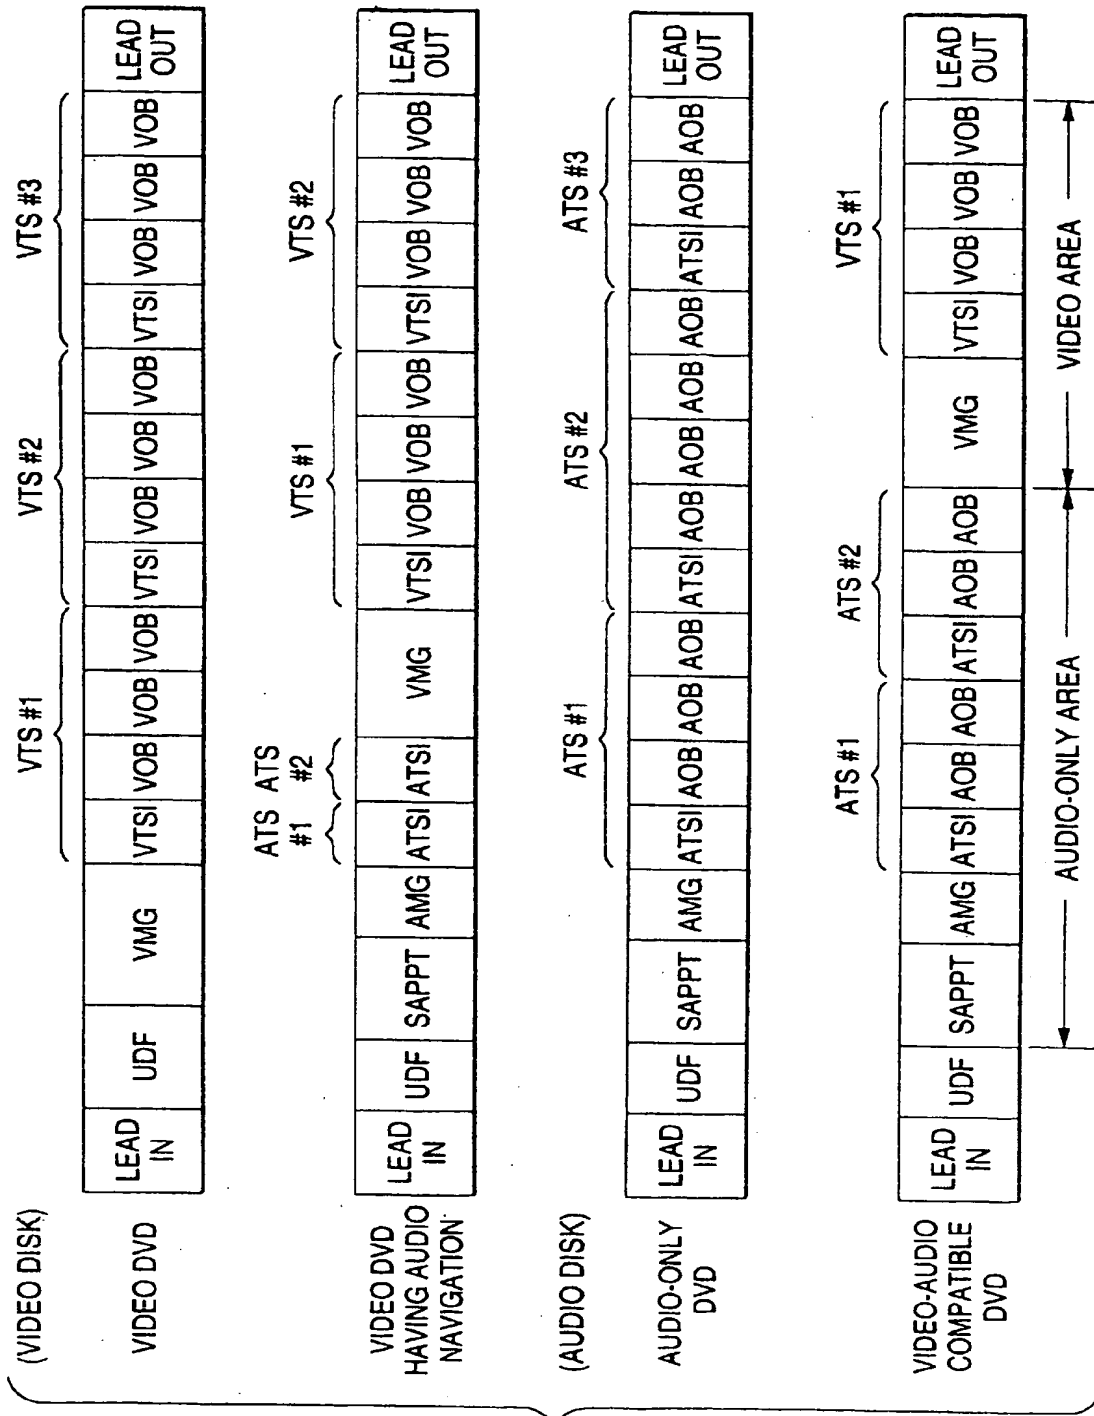 (VIDEO DISK)
VTS #1 VTS #2 VTS #3
VIDEO DVD
LEAD IN UDF VMG VTSI VOB VOB VOB VTSI VOB VOB VOB VTSI VOB VOB VOB LEAD OUT
ATS #1 ATS #2 VTS #1 VTS #2
VIDEO DVD
HAVING AUDIO
NAVIGATION
LEAD IN UDF SAPPT AMG ATSI ATSI VMG VTSI VOB VOB VOB VTSI VOB VOB VOB LEAD OUT
(AUDIO DISK)
ATS #1 ATS #2 ATS #3
AUDIO-ONLY
DVD
LEAD IN UDF SAPPT AMG ATSI AOB AOB AOB ATSI AOB AOB AOB AOB ATSI AOB AOB LEAD OUT
ATS #1 ATS #2 VTS #1
VIDEO-AUDIO
COMPATIBLE
DVD
LEAD IN UDF SAPPT AMG ATSI AOB AOB ATSI AOB AOB VMG VTSI VOB VOB VOB LEAD OUT
AUDIO-ONLY AREA VIDEO AREA